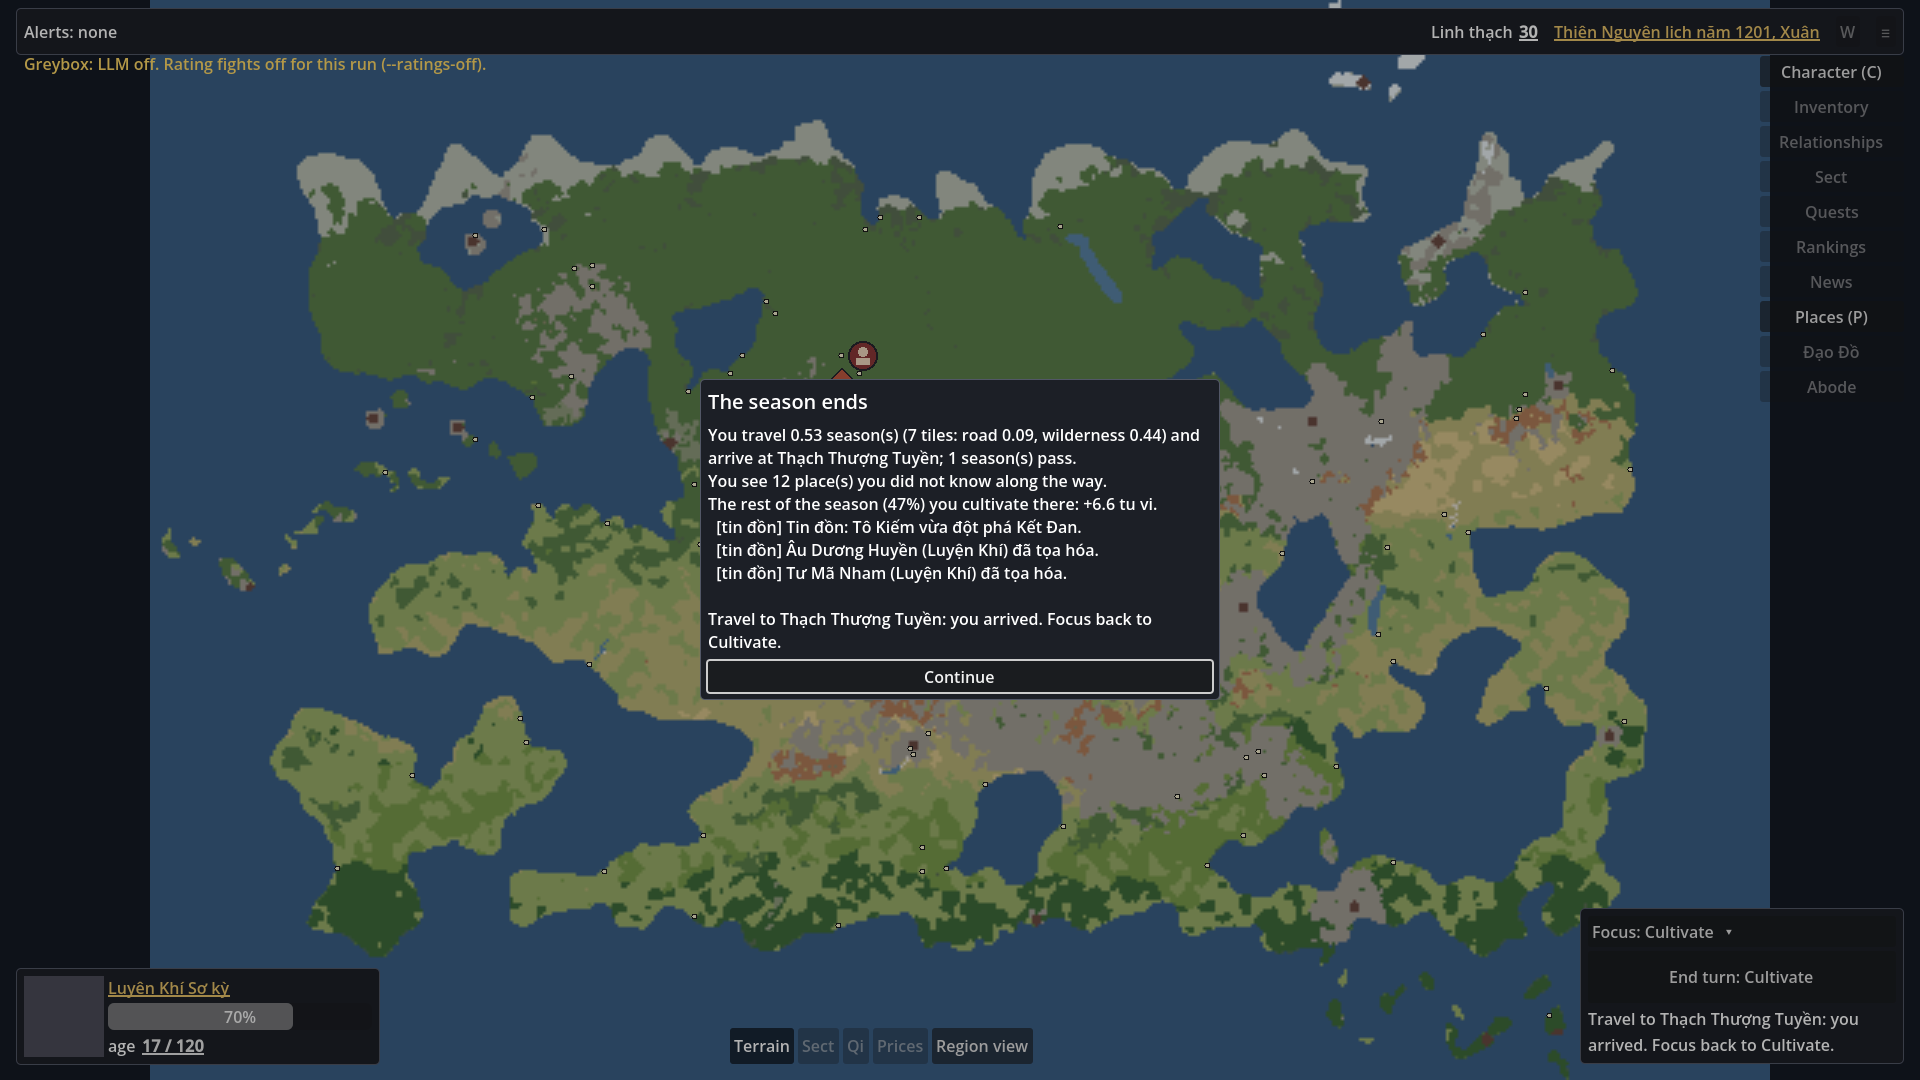 Alerts: none
Linh thạch 30
Thiên Nguyên lich năm 1201, Xuân
W
≡
Greybox: LLM off. Rating fights off for this run (--ratings-off).
Character (C)
Inventory
Relationships
Sect
Quests
Rankings
News
Places (P)
Đạo Đồ
Abode
The season ends
You travel 0.53 season(s) (7 tiles: road 0.09, wilderness 0.44) and
arrive at Thạch Thượng Tuyền; 1 season(s) pass.
You see 12 place(s) you did not know along the way.
The rest of the season (47%) you cultivate there: +6.6 tu vi.
[tin đồn] Tin đồn: Tô Kiếm vừa đột phá Kết Đan.
[tin đồn] Âu Dương Huyền (Luyện Khí) đã tọa hóa.
[tin đồn] Tư Mã Nham (Luyện Khí) đã tọa hóa.
Travel to Thạch Thượng Tuyền: you arrived. Focus back to
Cultivate.
Continue
Focus: Cultivate ▾
End turn: Cultivate
Travel to Thạch Thượng Tuyền: you
arrived. Focus back to Cultivate.
Luyện Khí Sơ kỳ
70%
age 17 / 120
Terrain
Sect
Qi
Prices
Region view